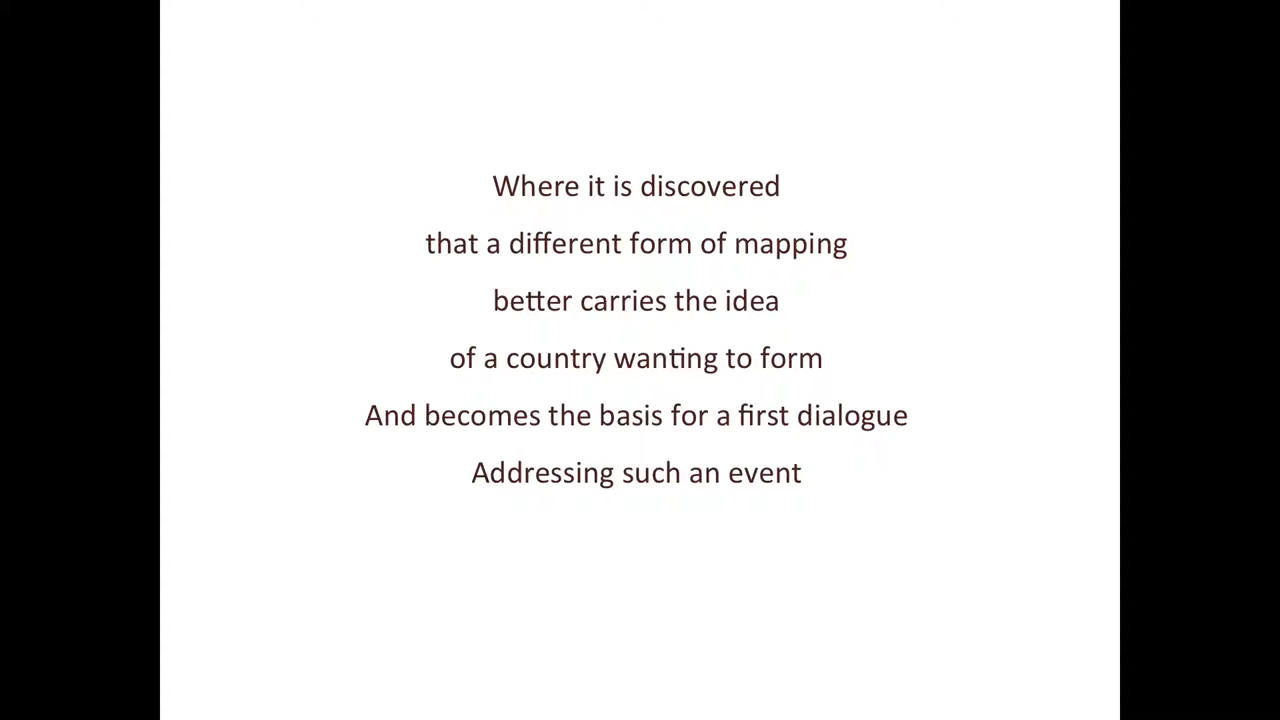 Where it is discovered
that a different form of mapping
better carries the idea
of a country wanting to form
And becomes the basis for a first dialogue
Addressing such an event